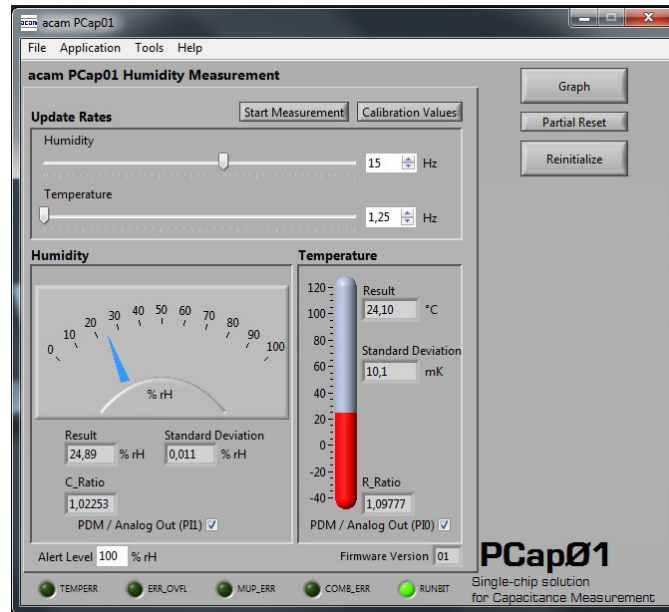 acam acam PCap01
File Application Tools Help
acam PCap01 Humidity Measurement
Graph
Partial Reset
Reinitialize
Update Rates Start Measurement Calibration Values
Humidity
15 Hz
Temperature
1,25 Hz
Humidity
0 10 20 30 40 50 60 70 80 90 100
% rH
Result Standard Deviation
24,89 % rH 0,011 % rH
C_Ratio
1,02253
PDM / Analog Out (PI1)
Temperature
120
100
80
60
40
20
0
-20
-40
Result
24,10 °C
Standard Deviation
10,1 mK
R_Ratio
1,09777
PDM / Analog Out (PI0)
Alert Level 100 % rH
Firmware Version 01
TEMPERR ERR_OVFL MUP_ERR COMB_ERR RUNBIT
PCapØ1
Single-chip solution
for Capacitance Measurement